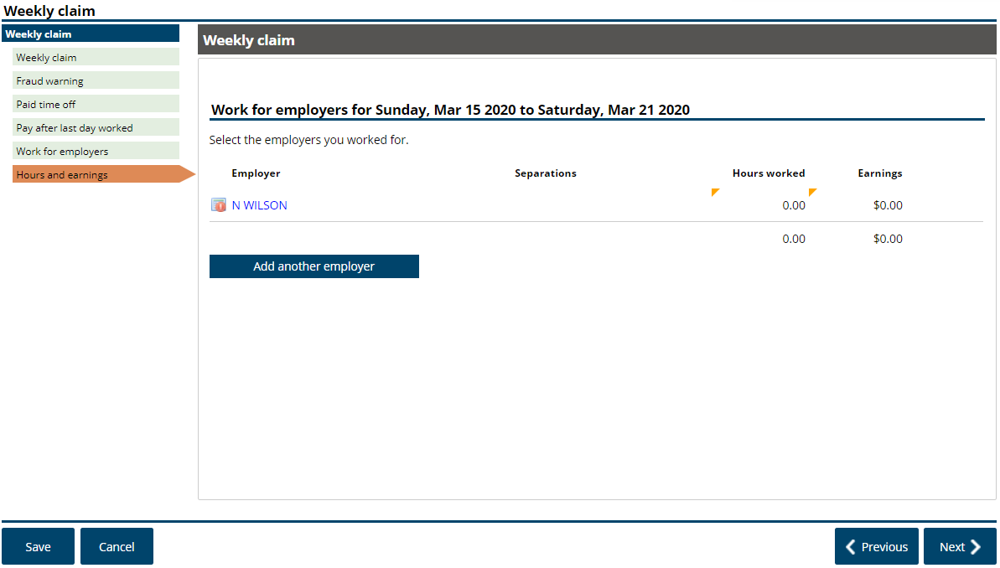 Weekly claim
Weekly claim
Weekly claim
Fraud warning
Paid time off
Pay after last day worked
Work for employers
Hours and earnings
Weekly claim
Work for employers for Sunday, Mar 15 2020 to Saturday, Mar 21 2020
Select the employers you worked for.
Employer Separations Hours worked Earnings
N WILSON 0.00 $0.00
0.00 $0.00
Add another employer
Save Cancel Previous Next